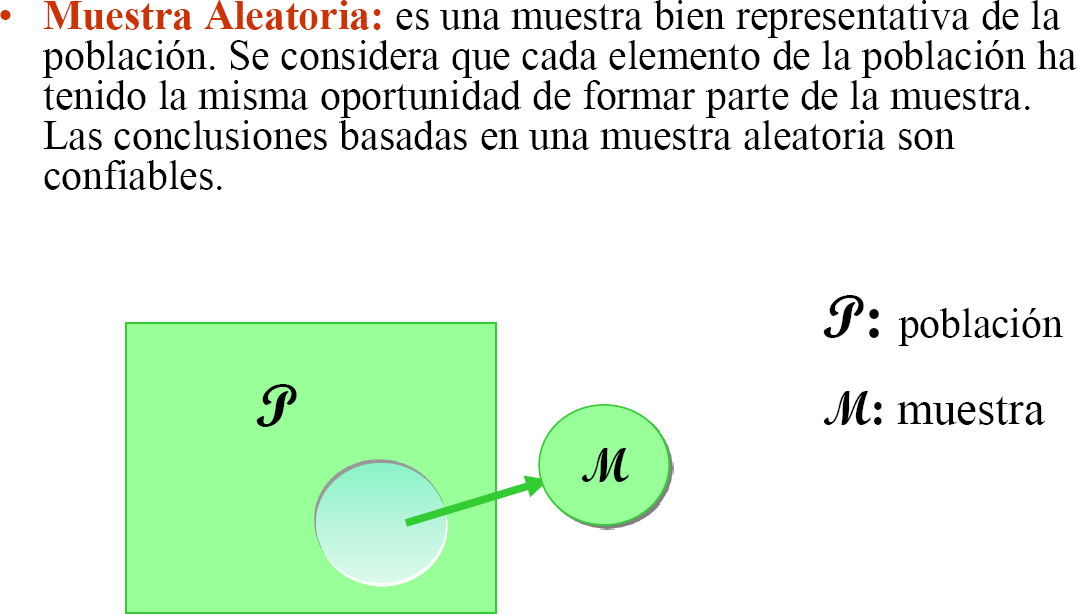 • Muestra Aleatoria: es una muestra bien representativa de la
población. Se considera que cada elemento de la población ha
tenido la misma oportunidad de formar parte de la muestra.
Las conclusiones basadas en una muestra aleatoria son
confiables.
𝒫: población
𝒫
ℳ: muestra
ℳ